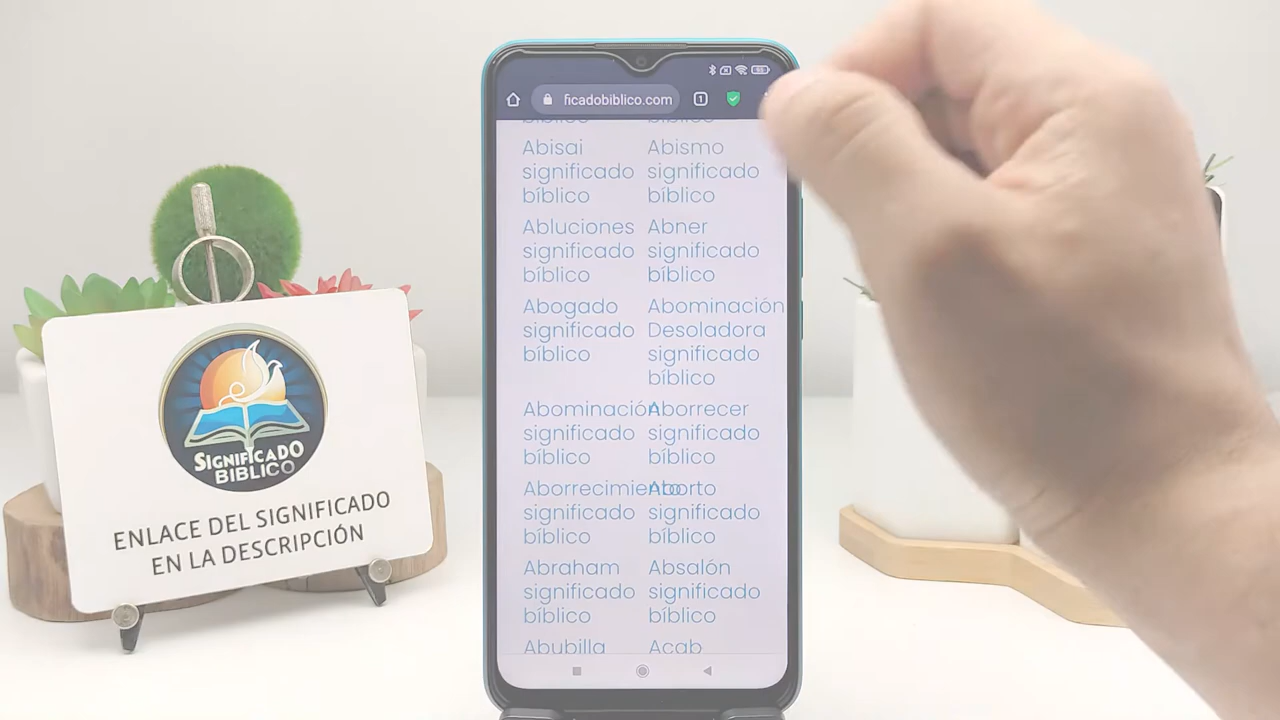 ficadobiblico.com
1
Abisai
significado
bíblico
Abismo
significado
bíblico
Abluciones
significado
bíblico
Abner
significado
bíblico
Abogado
significado
bíblico
Abominación
Desoladora
significado
bíblico
Abominación
significado
bíblico
Aborrecer
significado
bíblico
Aborrecimiento
significado
bíblico
Aborto
significado
bíblico
Abraham
significado
bíblico
Absalón
significado
bíblico
Abubilla
Acab
SIGNIFICADO
BIBLICO
ENLACE DEL SIGNIFICADO
EN LA DESCRIPCIÓN